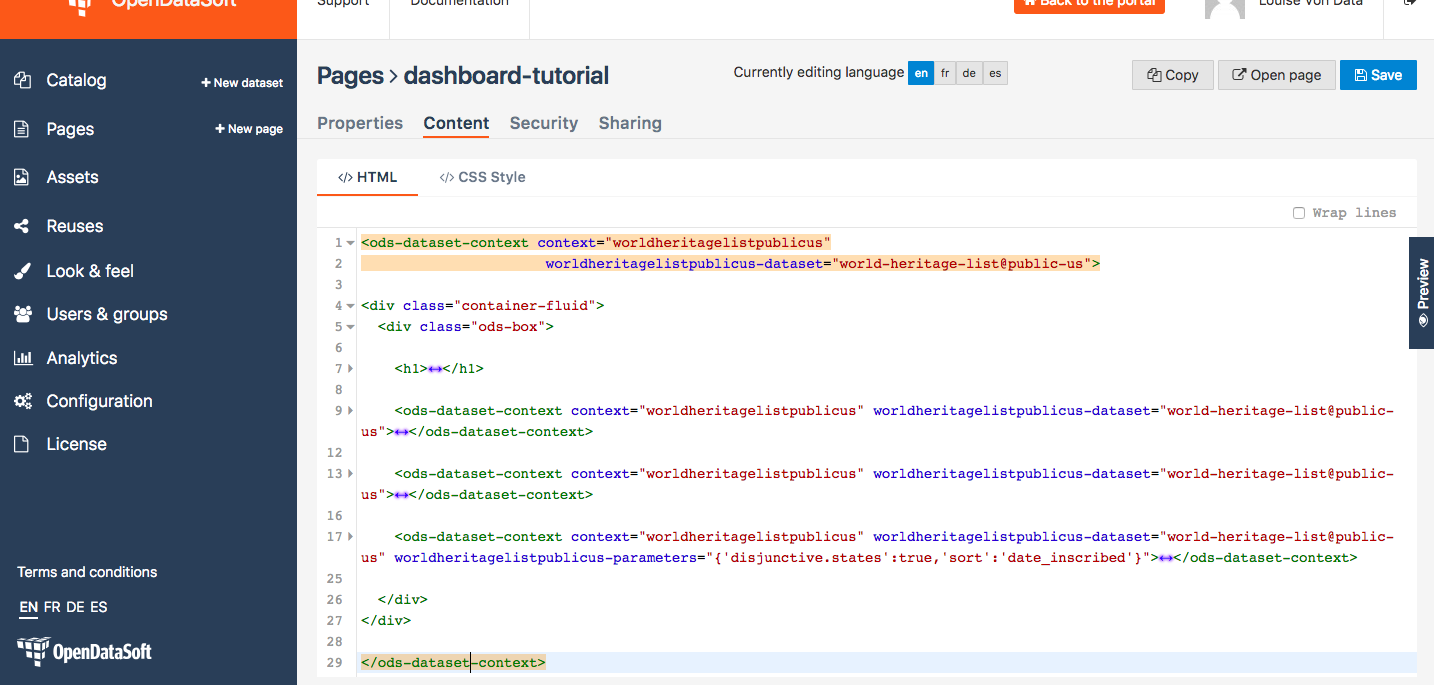 OpenDataSoft
Support
Documentation
Back to the portal
Louise Von Data
Catalog
+ New dataset
Pages
+ New page
Assets
Reuses
Look & feel
Users & groups
Analytics
Configuration
License
Terms and conditions
EN FR DE ES
OpenDataSoft
Pages > dashboard-tutorial
Currently editing language en fr de es
Copy
Open page
Save
Properties Content Security Sharing
</> HTML
</> CSS Style
Wrap lines
1 <ods-dataset-context context="worldheritagelistpublicus"
2 worldheritagelistpublicus-dataset="world-heritage-list@public-us">
3
4 <div class="container-fluid">
5 <div class="ods-box">
6
7 <h1>↔</h1>
8
9 <ods-dataset-context context="worldheritagelistpublicus" worldheritagelistpublicus-dataset="world-heritage-list@public-
us">↔</ods-dataset-context>
12
13 <ods-dataset-context context="worldheritagelistpublicus" worldheritagelistpublicus-dataset="world-heritage-list@public-
us">↔</ods-dataset-context>
16
17 <ods-dataset-context context="worldheritagelistpublicus" worldheritagelistpublicus-dataset="world-heritage-list@public-
us" worldheritagelistpublicus-parameters="{'disjunctive.states':true,'sort':'date_inscribed'}">↔</ods-dataset-context>
25
26 </div>
27 </div>
28
29 </ods-dataset-context>
Preview